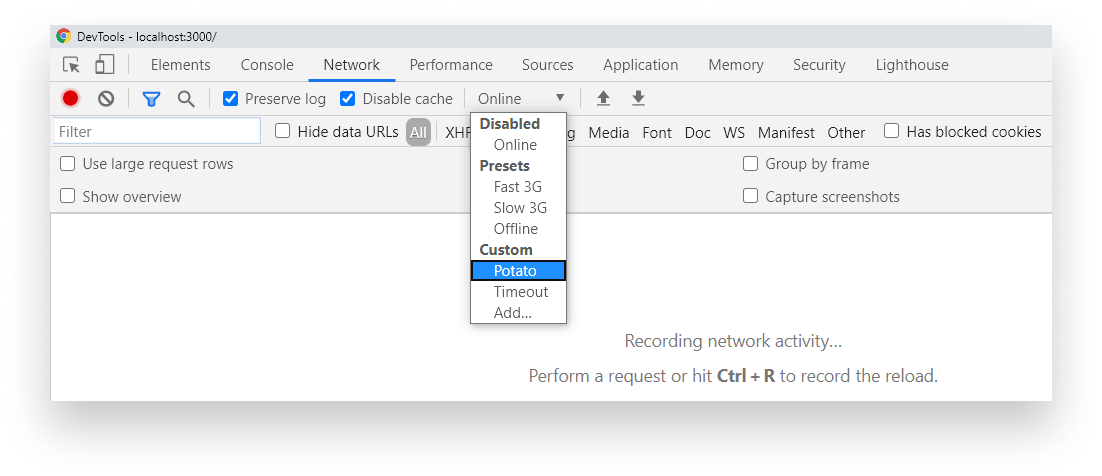 DevTools - localhost:3000/
Elements Console Network Performance Sources Application Memory Security Lighthouse
Preserve log Disable cache Online
Filter Hide data URLs All Media Font Doc WS Manifest Other Has blocked cookies
Disabled
Online
Presets
Fast 3G
Slow 3G
Offline
Custom
Potato
Timeout
Add...
Use large request rows Group by frame
Show overview Capture screenshots
Recording network activity...
Perform a request or hit Ctrl + R to record the reload.